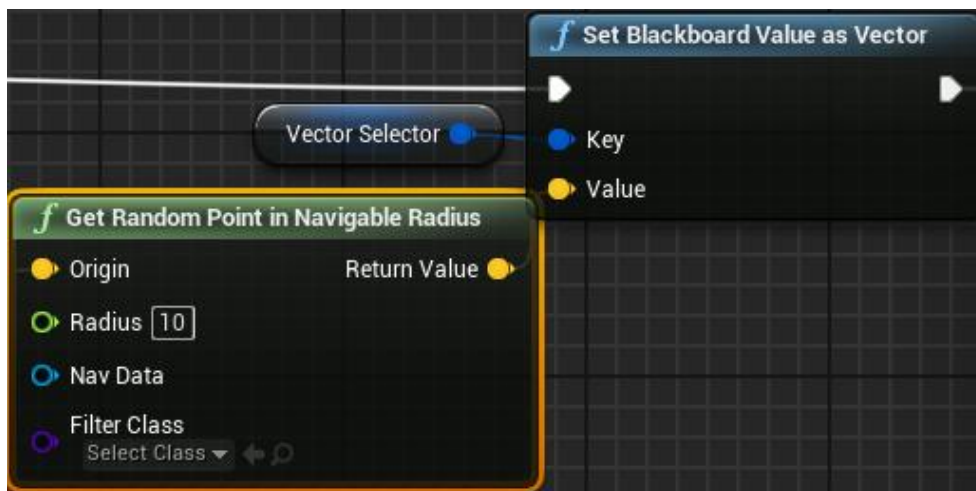 f Set Blackboard Value as Vector
Vector Selector
Key
Value
f Get Random Point in Navigable Radius
Origin
Return Value
Radius 10
Nav Data
Filter Class
Select Class